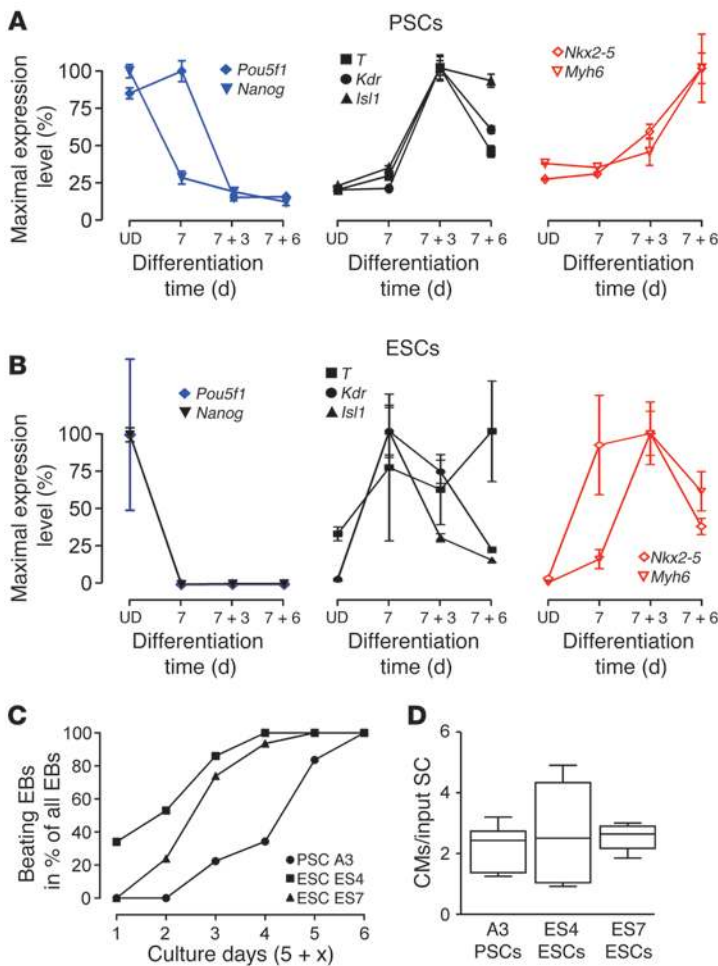 A
PSCs
Maximal expression
level (%)
100
75
50
25
0
Pou5f1
Nanog
UD
7
7 + 3
7 + 6
Differentiation
time (d)
T
Kdr
Isl1
UD
7
7 + 3
7 + 6
Differentiation
time (d)
Nkx2-5
Myh6
UD
7
7 + 3
7 + 6
Differentiation
time (d)
B
ESCs
Maximal expression
level (%)
100
75
50
25
0
Pou5f1
Nanog
UD
7
7 + 3
7 + 6
Differentiation
time (d)
T
Kdr
Isl1
UD
7
7 + 3
7 + 6
Differentiation
time (d)
Nkx2-5
Myh6
UD
7
7 + 3
7 + 6
Differentiation
time (d)
C
Beating EBs
in % of all EBs
100
80
60
40
20
0
PSC A3
ESC ES4
ESC ES7
1
2
3
4
5
6
Culture days (5 + x)
D
CMs/input SC
6
4
2
0
A3
PSCs
ES4
ESCs
ES7
ESCs